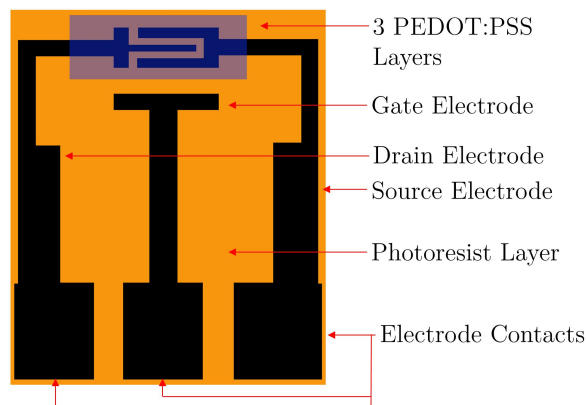 3 PEDOT:PSS
Layers
Gate Electrode
Drain Electrode
Source Electrode
Photoresist Layer
Electrode Contacts